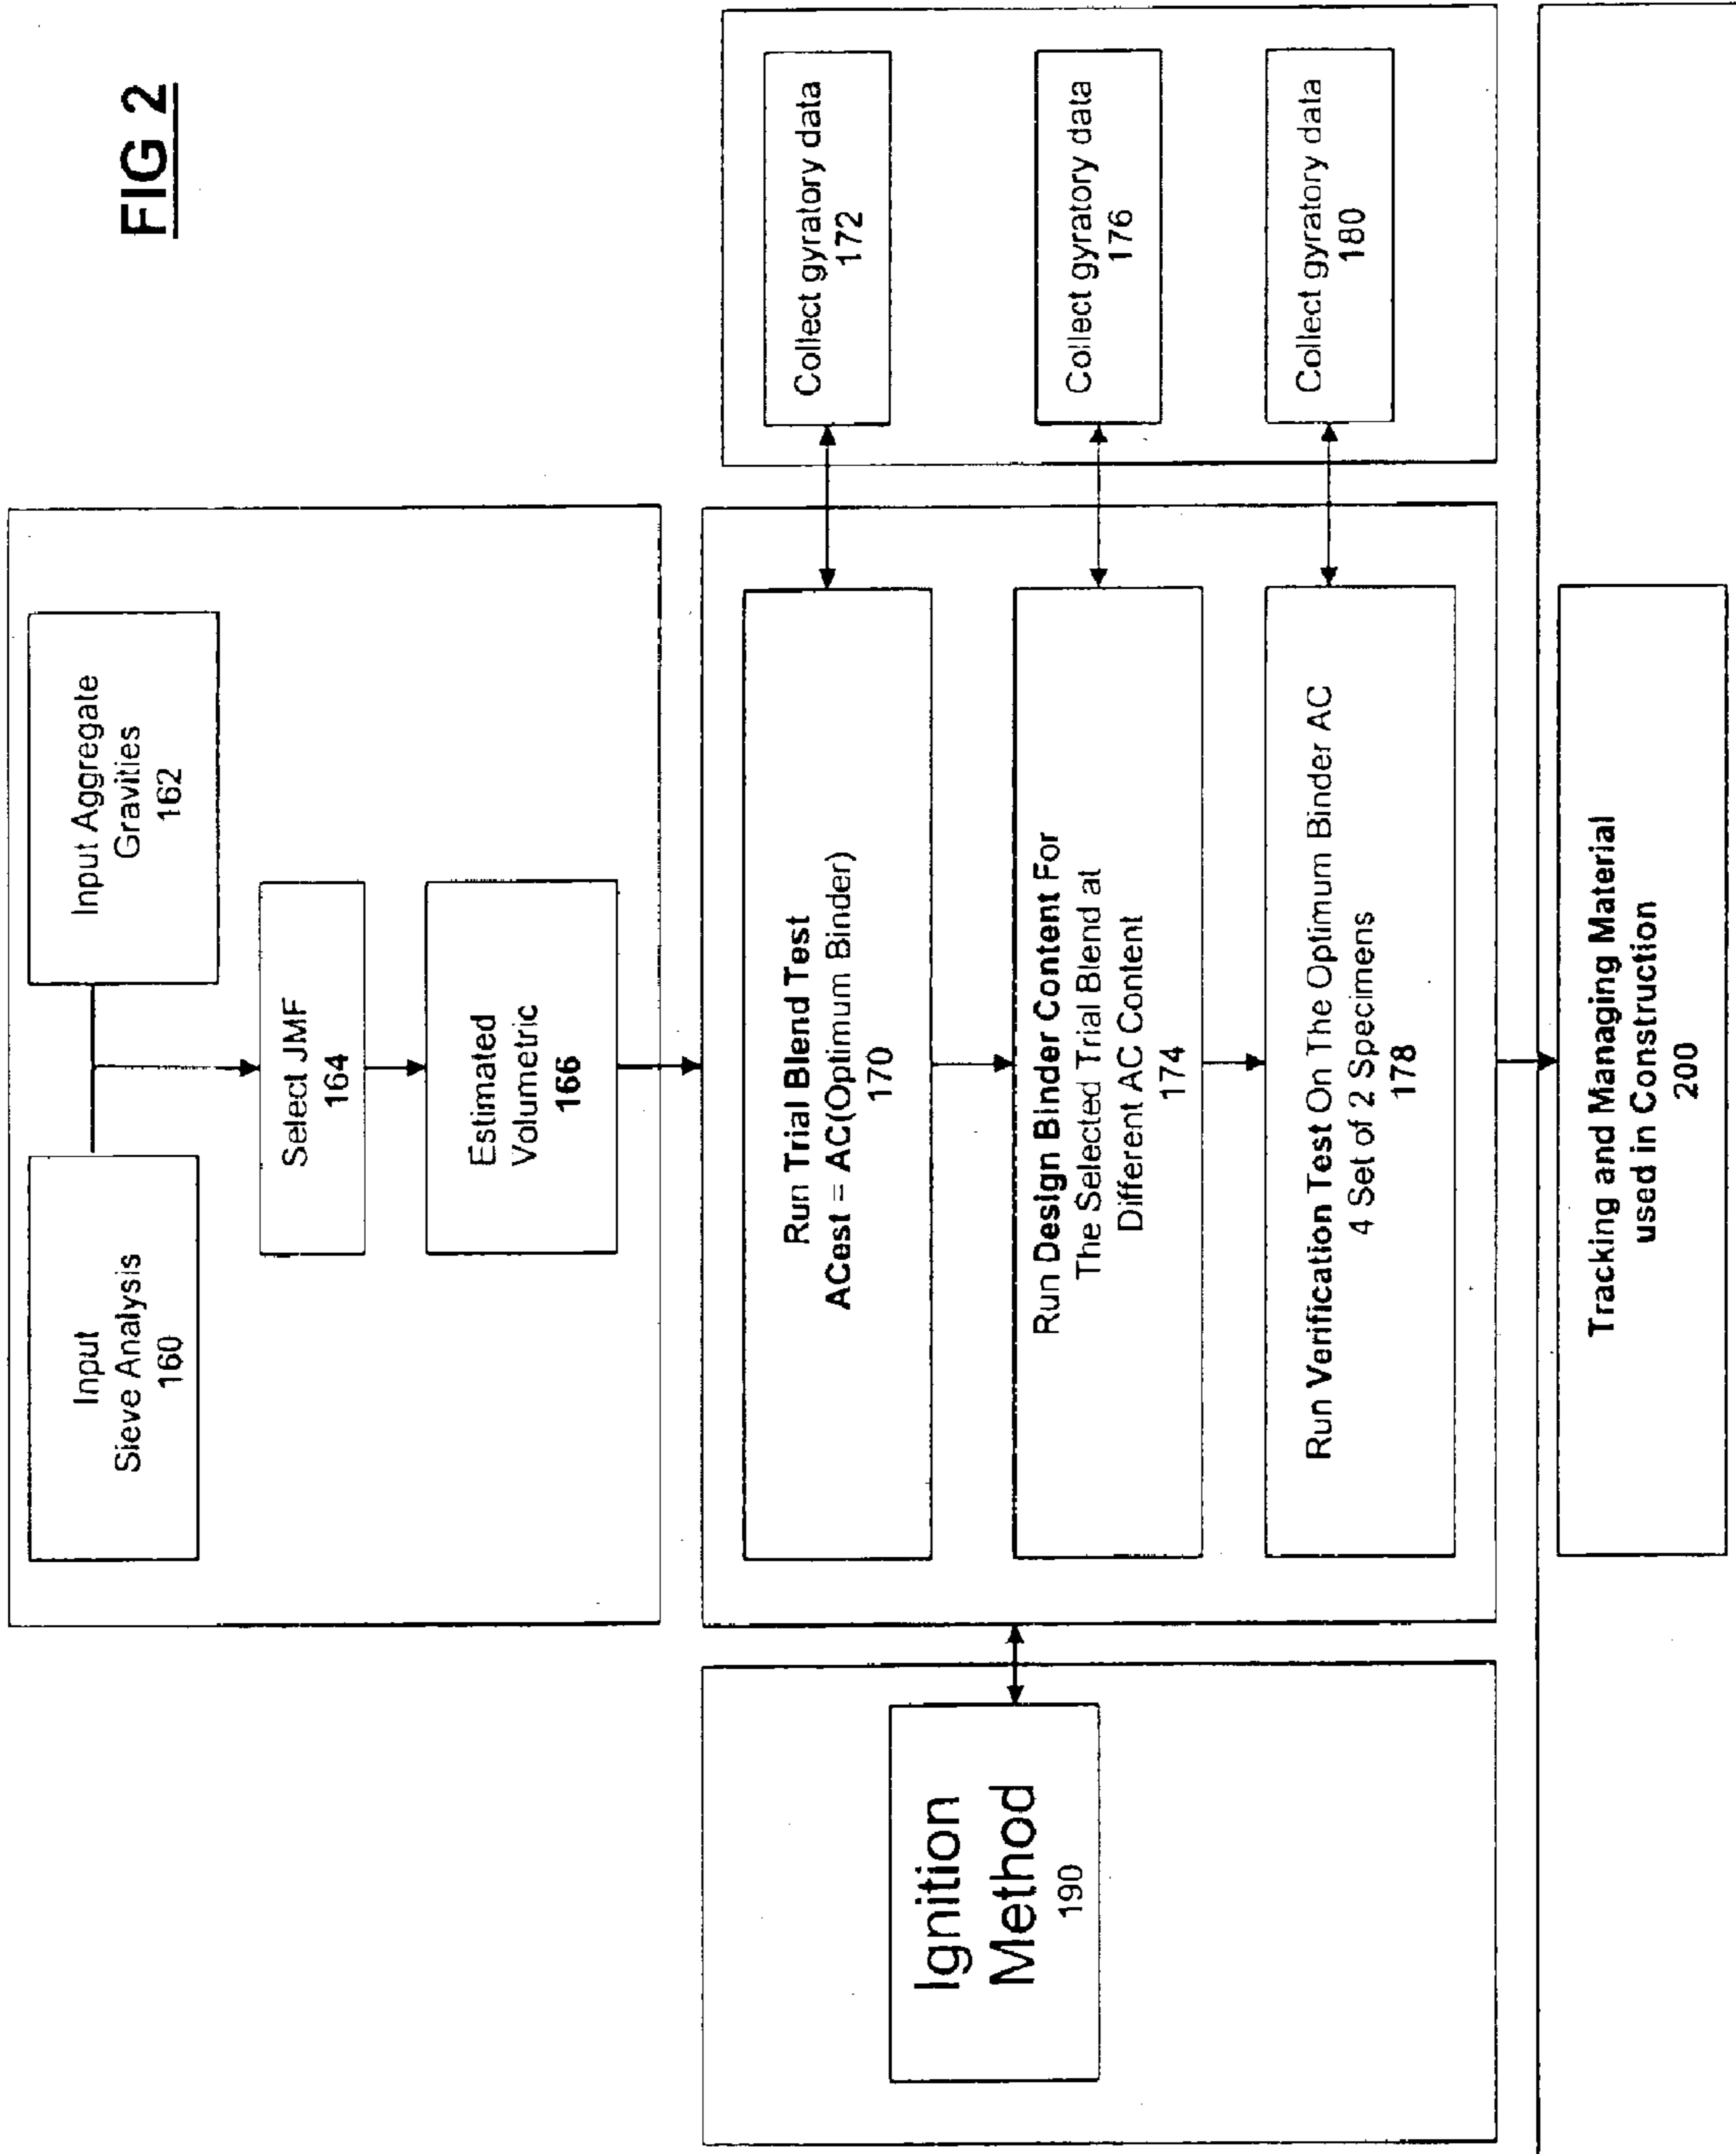 FIG 2
Input
Sieve Analysis
160
Input Aggregate
Gravities
162
Select JMF
164
Estimated
Volumetric
166
Ignition
Method
190
Run Trial Blend Test
ACest = AC(Optimum Binder)
170
Collect gyratory data
172
Run Design Binder Content For
The Selected Trial Blend at
Different AC Content
174
Collect gyratory data
176
Run Verification Test On The Optimum Binder AC
4 Set of 2 Specimens
178
Collect gyratory data
180
Tracking and Managing Material
used in Construction
200